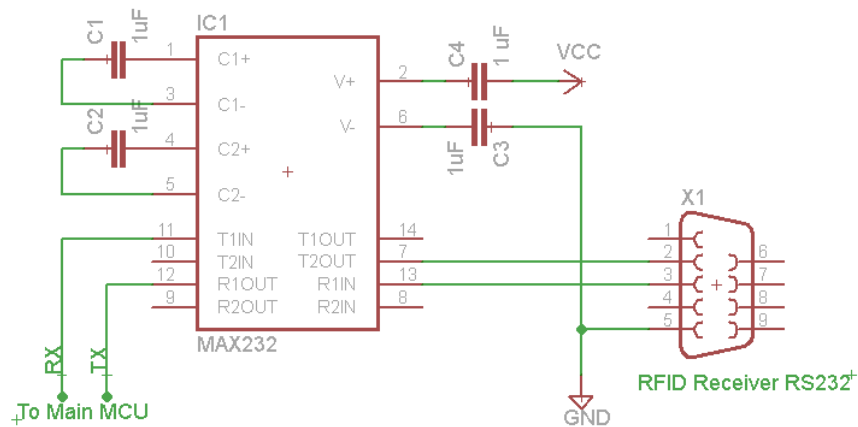 C1
1uF
IC1
1
C1+
3
C1-
C2
1uF
4
C2+
5
C2-
11
T1IN
10
T2IN
12
R1OUT
9
R2OUT
V+
2
C4
1 uF
VCC
V-
6
1uF
C3
T1OUT
14
T2OUT
7
R1IN
13
R2IN
8
MAX232
X1
1
2
3
4
5
6
7
8
9
RX
TX
To Main MCU
GND
RFID Receiver RS232